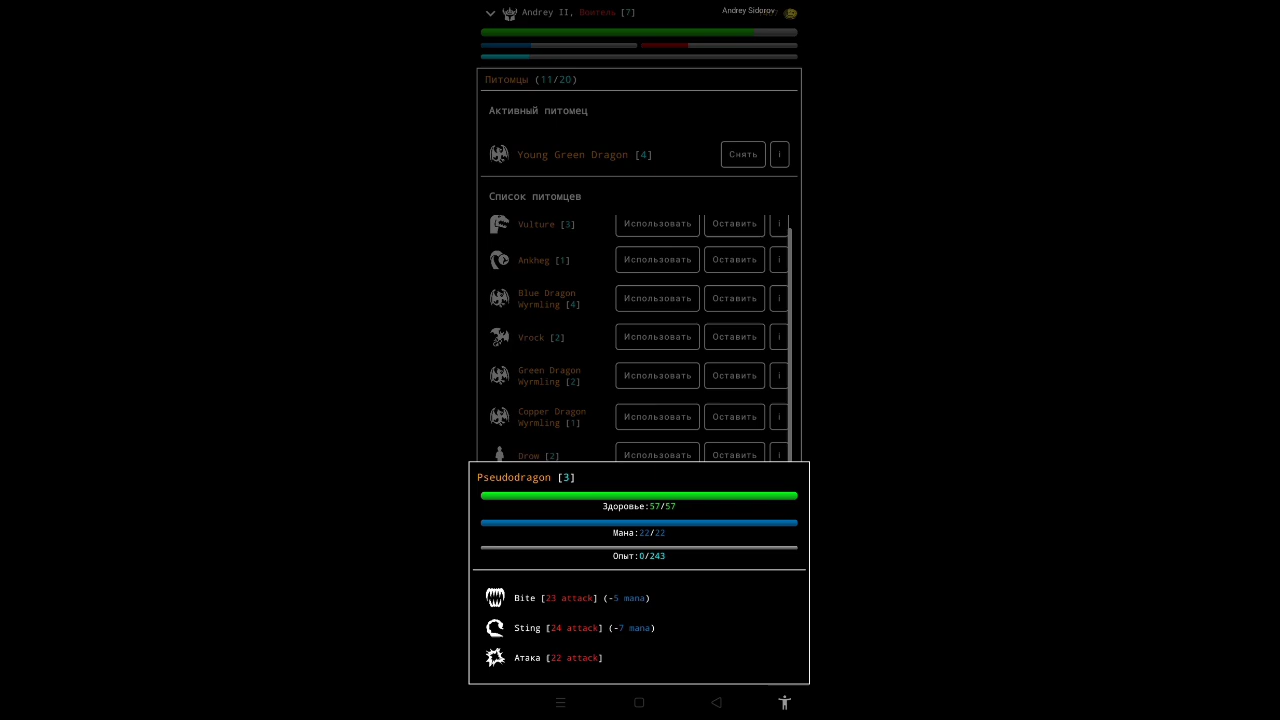 Andrey II, Воитель [7]
Andrey Sidorov
Питомцы (11/20)
Активный питомец
Young Green Dragon [4] Снять i
Список питомцев
Vulture [3] Использовать Оставить i
Ankheg [1] Использовать Оставить i
Blue Dragon
Wyrmling [4] Использовать Оставить i
Vrock [2] Использовать Оставить i
Green Dragon
Wyrmling [2] Использовать Оставить i
Copper Dragon
Wyrmling [1] Использовать Оставить i
Drow [2] Использовать Оставить i
Pseudodragon [3]
Здоровье:57/57
Мана:22/22
Опыт:0/243
Bite [23 attack] (-5 mana)
Sting [24 attack] (-7 mana)
Атака [22 attack]